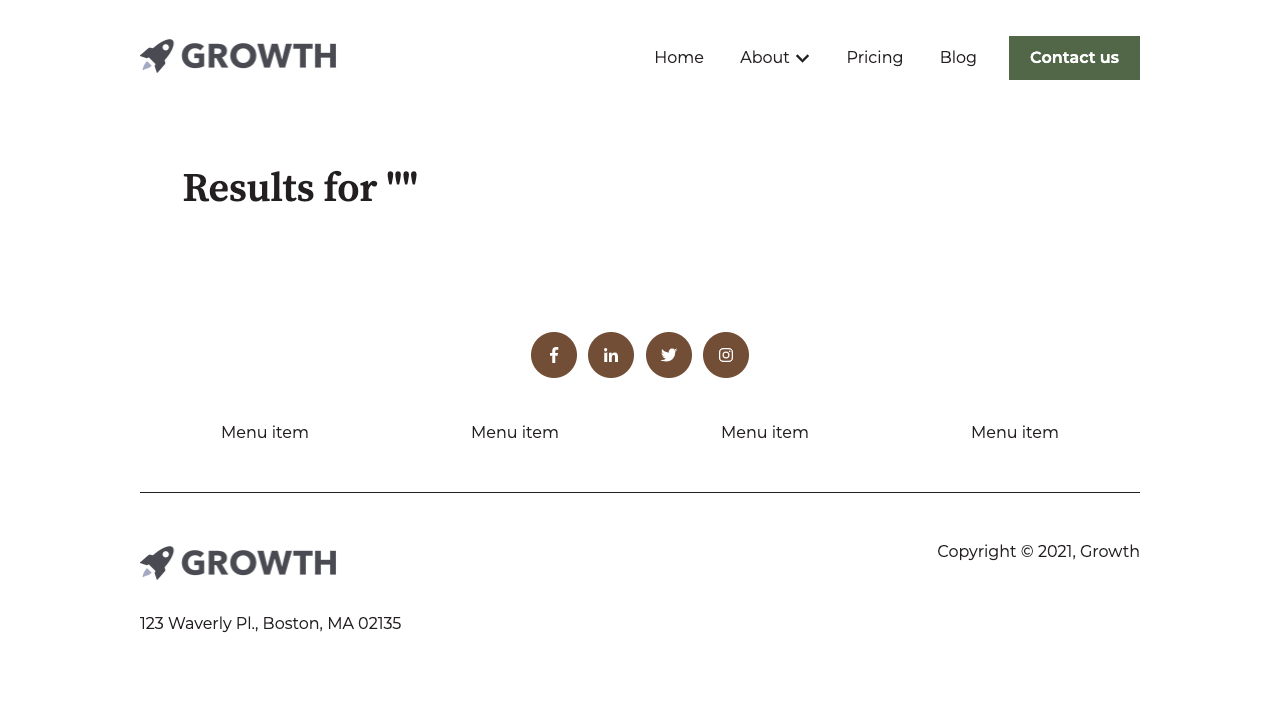 GROWTH
Home About Pricing Blog Contact us
Results for ""
Menu item Menu item Menu item Menu item
GROWTH
Copyright © 2021, Growth
123 Waverly Pl., Boston, MA 02135